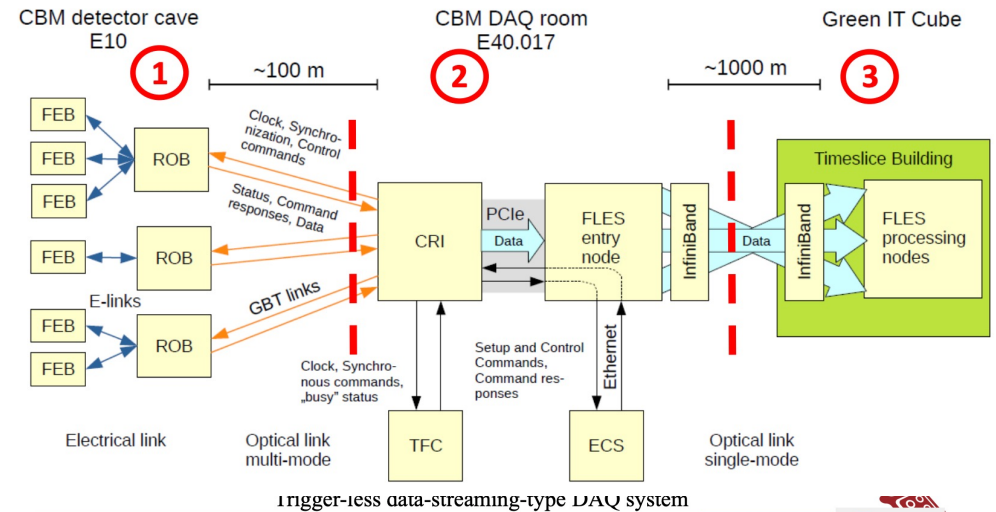 CBM detector cave
E10
CBM DAQ room
E40.017
Green IT Cube
1
~100 m
2
~1000 m
3
FEB
FEB
FEB
ROB
Clock, Synchro-
nization, Control
commands
Status, Command
responses, Data
FEB
ROB
E-links
GBT links
FEB
FEB
ROB
CRI
PCIe
Data
FLES
entry
node
InfiniBand
Data
Timeslice Building
InfiniBand
FLES
processing
nodes
Clock, Synchro-
nous commands,
„busy” status
Setup and Control
Commands,
Command res-
ponses
Ethernet
TFC
ECS
Electrical link
Optical link
multi-mode
Optical link
single-mode
Trigger-less data-streaming-type DAQ system